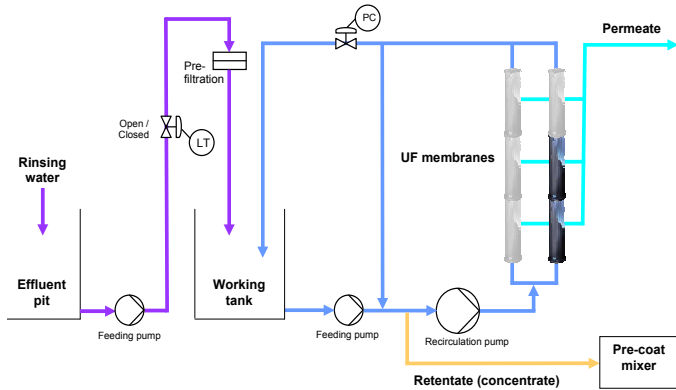 PC
Permeate
Pre-
filtration
Open /
Closed
LT
Rinsing
water
UF membranes
Effluent
pit
Working
tank
Feeding pump
Feeding pump
Recirculation pump
Pre-coat
mixer
Retentate (concentrate)